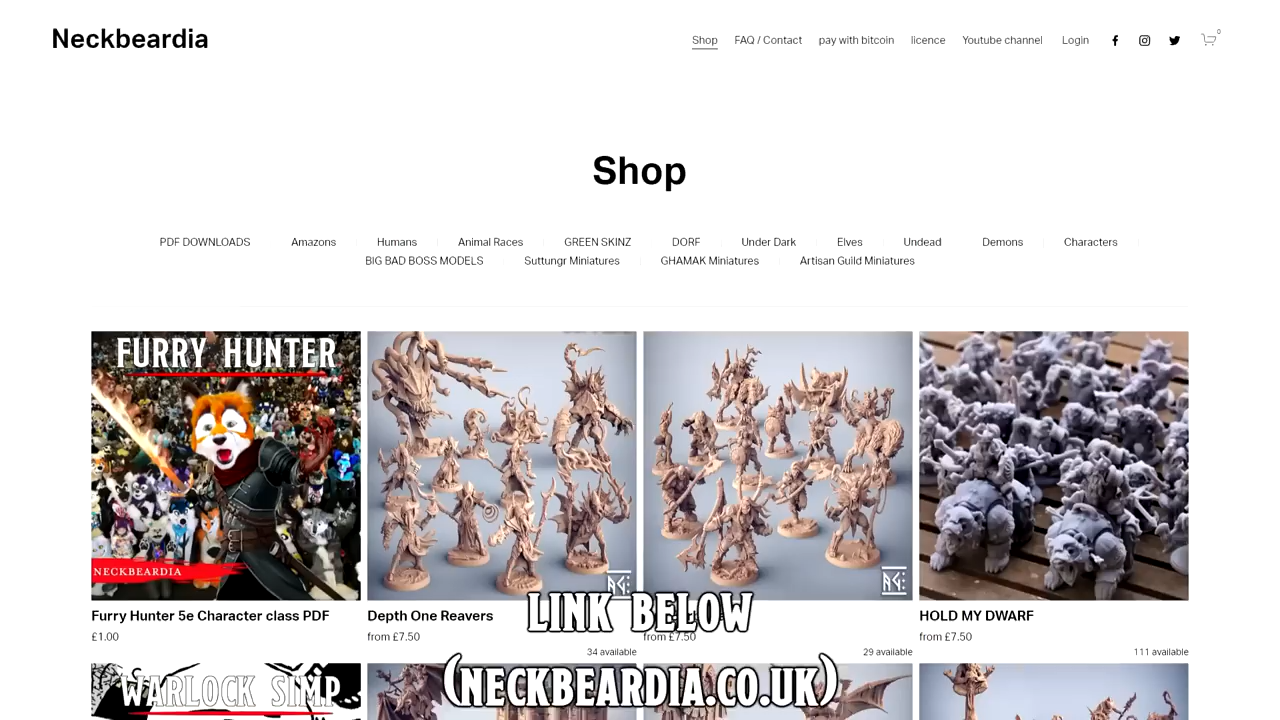 Neckbeardia
Shop FAQ / Contact pay with bitcoin licence Youtube channel Login 0
Shop
PDF DOWNLOADS Amazons Humans Animal Races GREEN SKINZ DORF Under Dark Elves Undead Demons Characters
BIG BAD BOSS MODELS Suttungr Miniatures GHAMAK Miniatures Artisan Guild Miniatures
FURRY HUNTER
NECKBEARDIA
Furry Hunter 5e Character class PDF
£1.00
Depth One Reavers
from £7.50
34 available
from £7.50
29 available
HOLD MY DWARF
from £7.50
111 available
WARLOCK SIMP
LINK BELOW
(NECKBEARDIA.CO.UK)